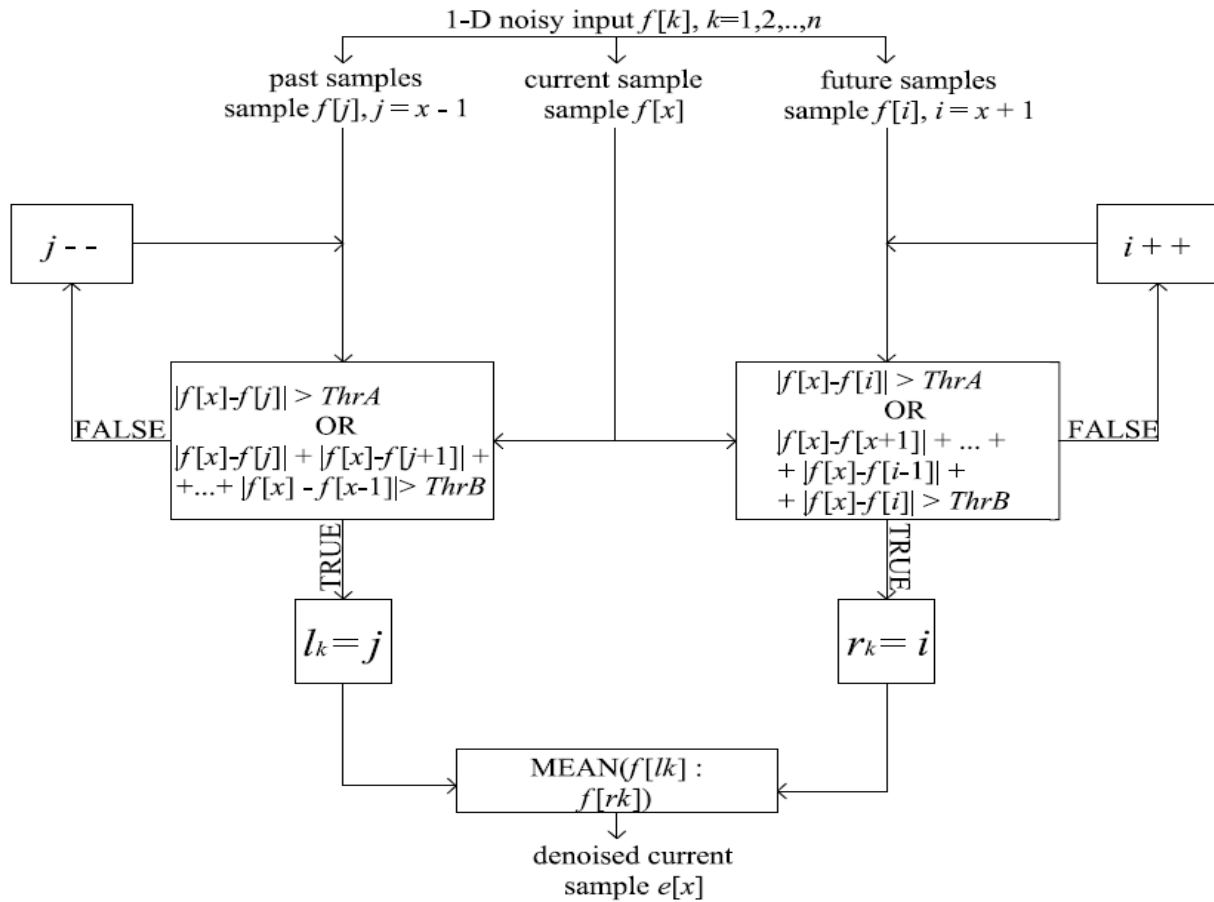 1-D noisy input f[k], k=1,2,..,n
past samples
sample f[j], j = x - 1
current sample
sample f[x]
future samples
sample f[i], i = x + 1
j - -
i + +
|f[x]-f[j]| > ThrA
OR
|f[x]-f[j]| + |f[x]-f[j+1]| +
+...+ |f[x] - f[x-1]|> ThrB
FALSE
|f[x]-f[i]| > ThrA
OR
|f[x]-f[x+1]| + ... +
+ |f[x]-f[i-1]| +
+ |f[x]-f[i]| > ThrB
FALSE
TRUE
TRUE
lk= j
rk= i
MEAN(f[lk] :
f[rk])
denoised current
sample e[x]